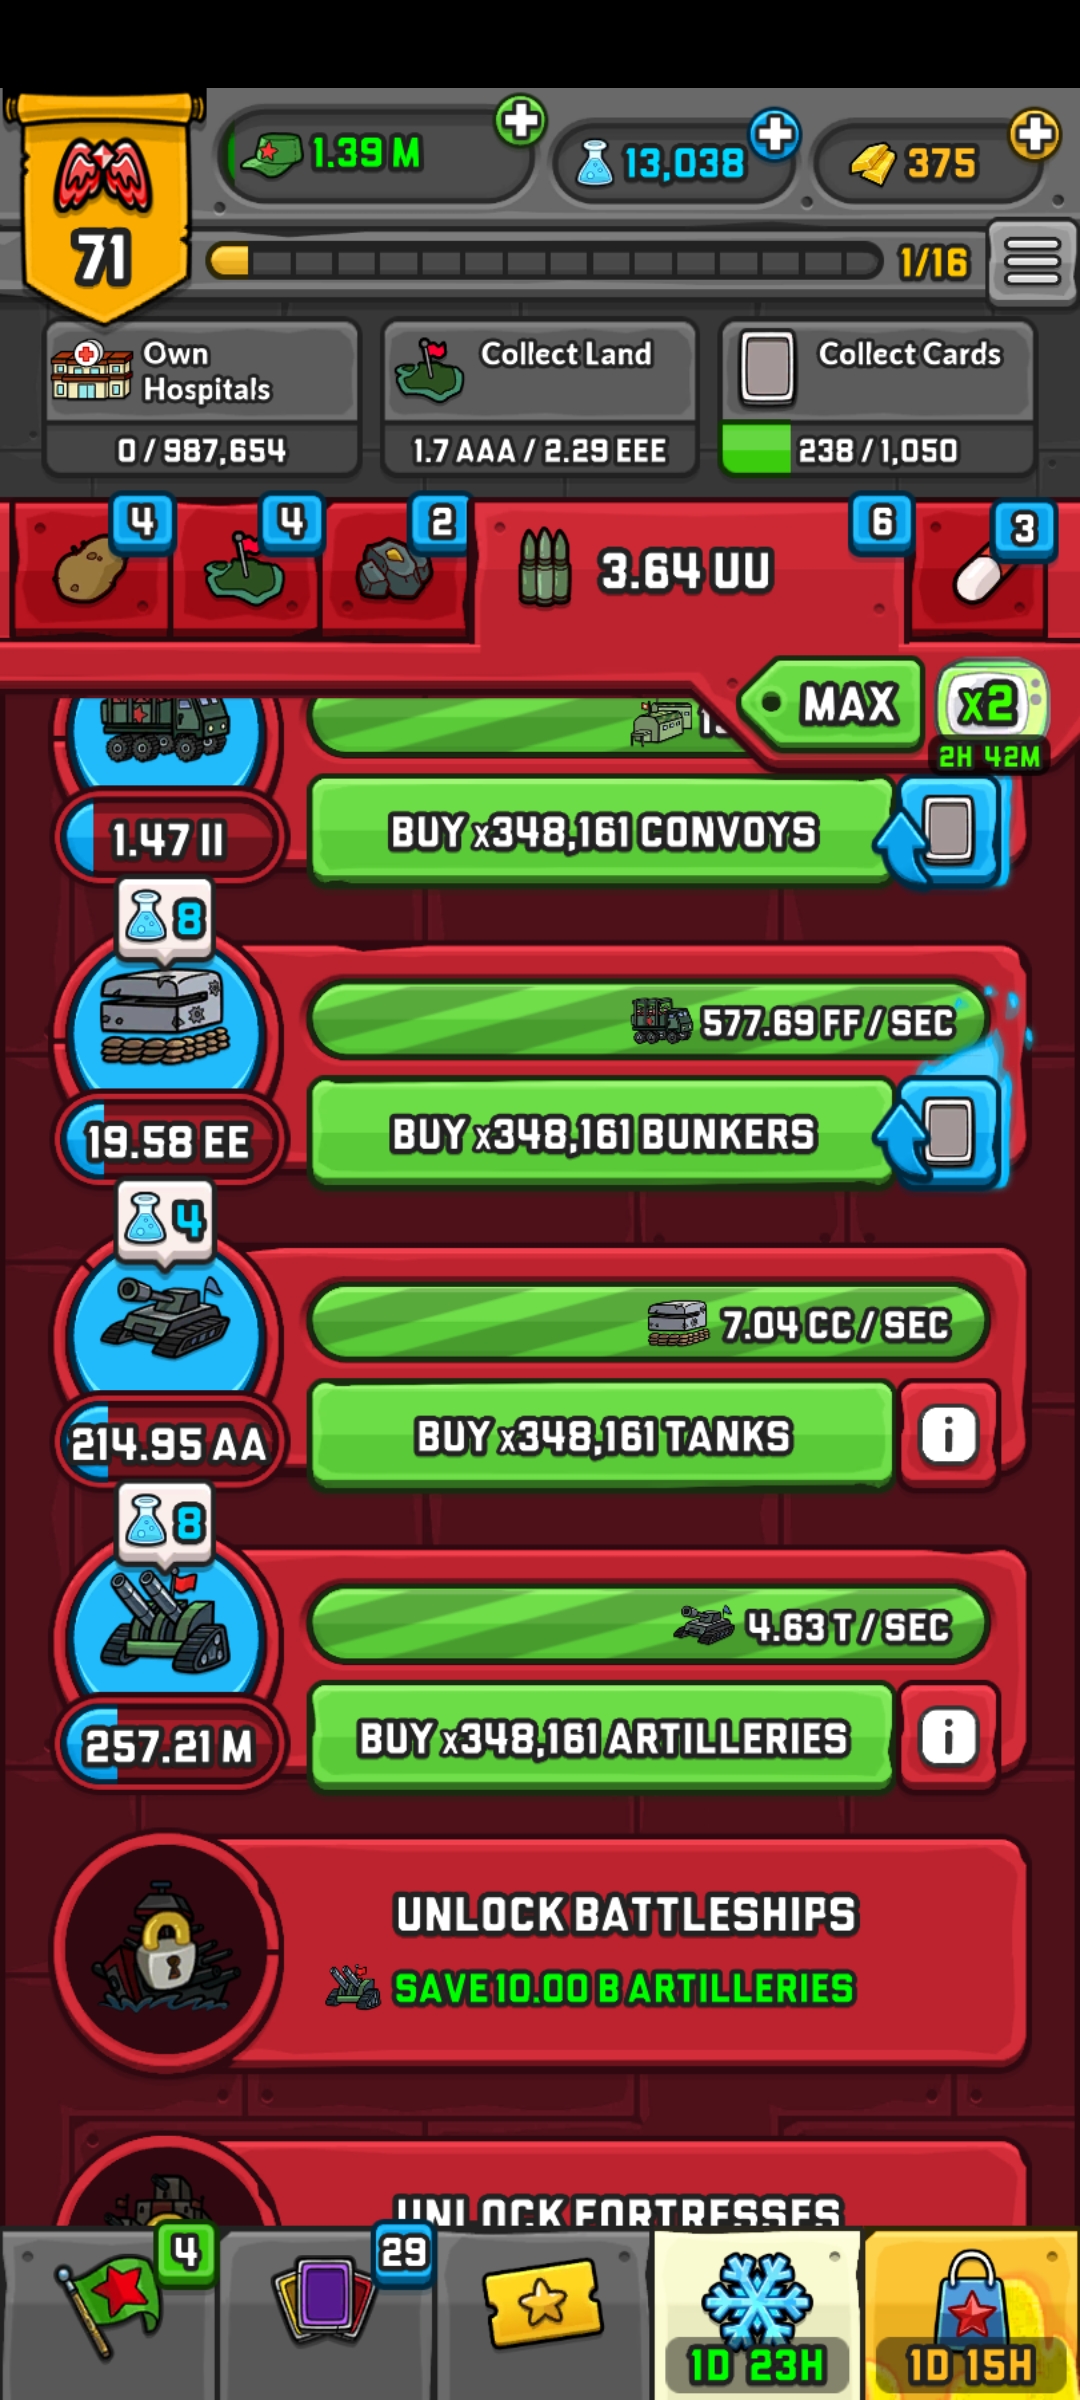 1.39 M
13,038
375
71
1/16
Own
Hospitals
0 / 987,654
Collect Land
1.7 AAA / 2.29 EEE
Collect Cards
238 / 1,050
4
4
2
3.64 UU
6
3
MAX
x2
2H 42M
1.47 II
BUY x348,161 CONVOYS
8
577.69 FF / SEC
19.58 EE
BUY x348,161 BUNKERS
4
7.04 CC / SEC
214.95 AA
BUY x348,161 TANKS
i
8
4.63 T / SEC
257.21 M
BUY x348,161 ARTILLERIES
i
UNLOCK BATTLESHIPS
SAVE 10.00 B ARTILLERIES
UNLOCK FORTRESSES
4
29
1D 23H
1D 15H